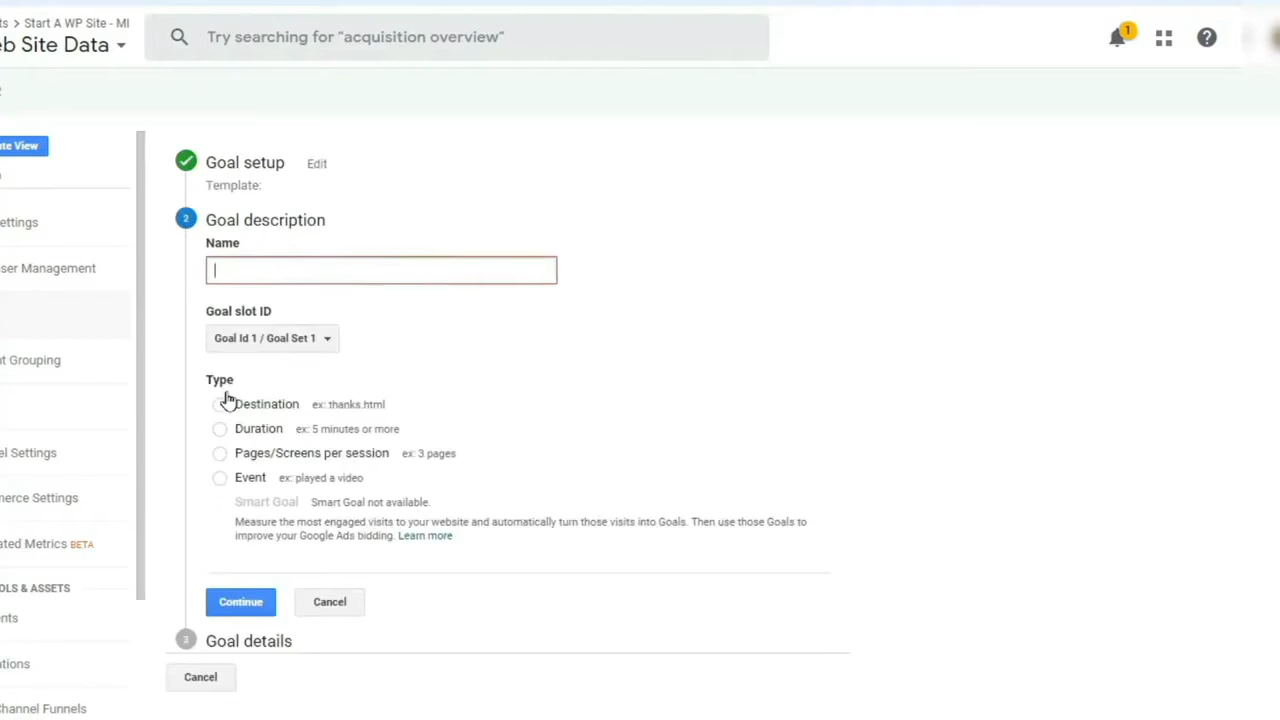 ts > Start A WP Site - MI
eb Site Data
Try searching for "acquisition overview"
1
?
te View
ettings
ser Management
t Grouping
el Settings
erce Settings
ated Metrics BETA
OLS & ASSETS
nts
tions
hannel Funnels
Goal setup Edit
Template:
2 Goal description
Name
Goal slot ID
Goal Id 1 / Goal Set 1
Type
Destination ex: thanks.html
Duration ex: 5 minutes or more
Pages/Screens per session ex: 3 pages
Event ex: played a video
Smart Goal Smart Goal not available.
Measure the most engaged visits to your website and automatically turn those visits into Goals. Then use those Goals to
improve your Google Ads bidding. Learn more
Continue Cancel
3 Goal details
Cancel